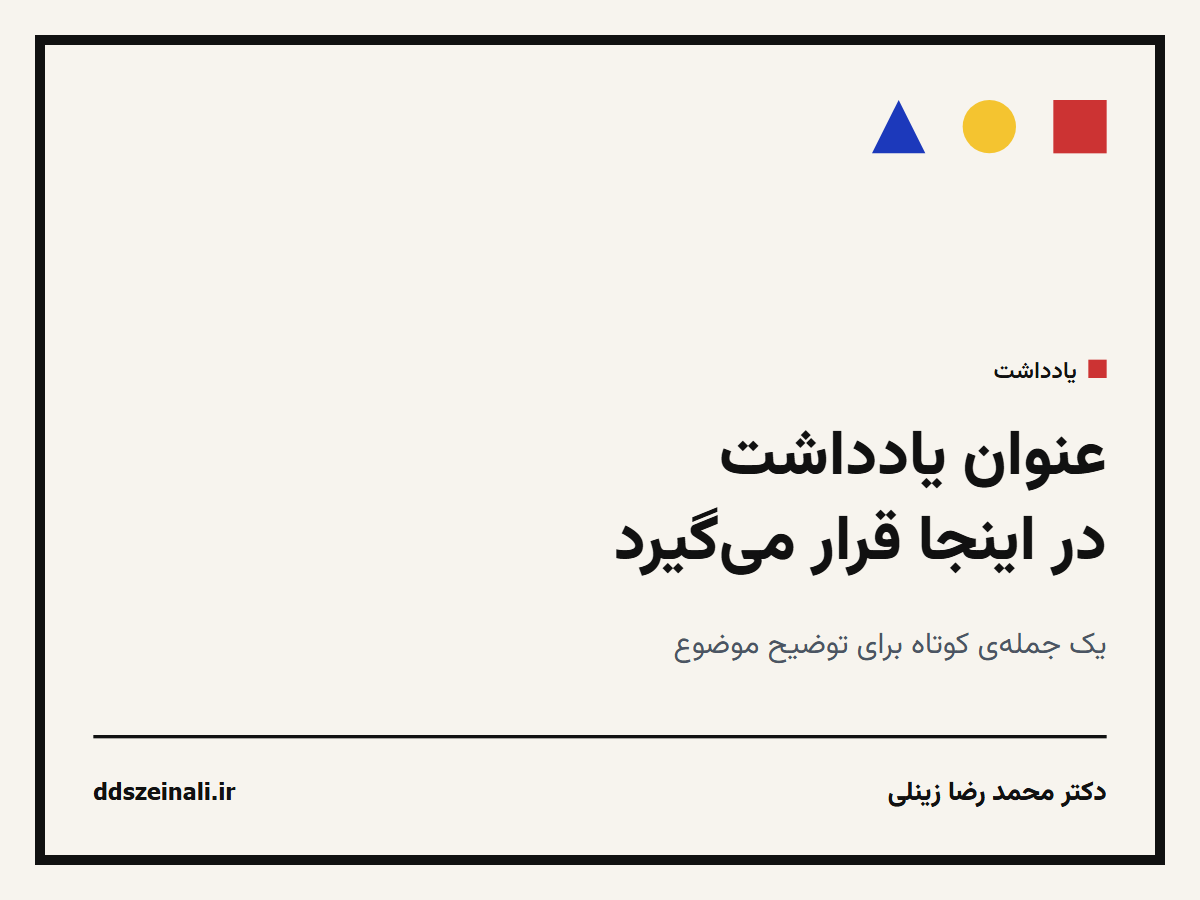 یادداشت
عنوان یادداشت
در اینجا قرار می‌گیرد
یک جمله‌ی کوتاه برای توضیح موضوع
دکتر محمد رضا زینلی
ddszeinali.ir